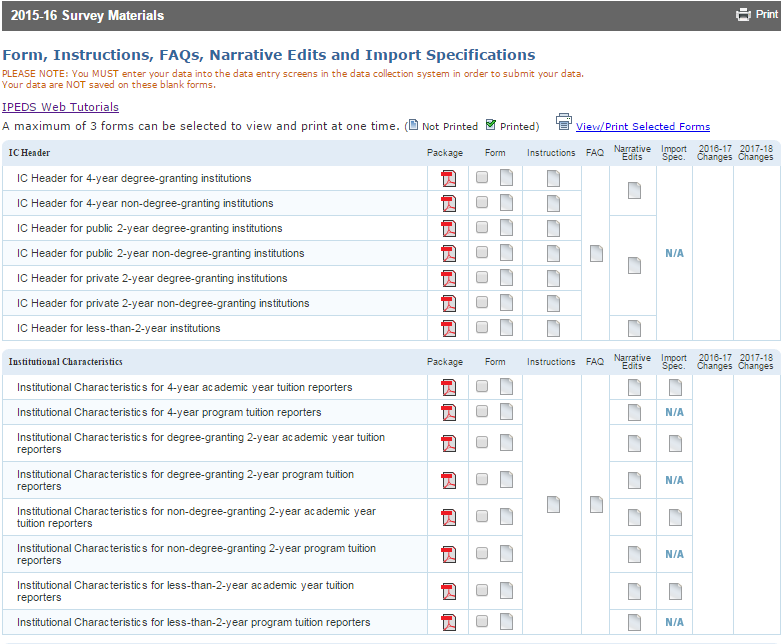 2015-16 Survey Materials
Print
Form, Instructions, FAQs, Narrative Edits and Import Specifications
PLEASE NOTE: You MUST enter your data into the data entry screens in the data collection system in order to submit your data.
Your data are NOT saved on these blank forms.
IPEDS Web Tutorials
A maximum of 3 forms can be selected to view and print at one time. ( Not Printed Printed) View/Print Selected Forms
IC Header Package Form Instructions FAQ Narrative Edits Import Spec. 2016-17 Changes 2017-18 Changes
IC Header for 4-year degree-granting institutions
IC Header for 4-year non-degree-granting institutions
IC Header for public 2-year degree-granting institutions
IC Header for public 2-year non-degree-granting institutions N/A
IC Header for private 2-year degree-granting institutions
IC Header for private 2-year non-degree-granting institutions
IC Header for less-than-2-year institutions
Institutional Characteristics Package Form Instructions FAQ Narrative Edits Import Spec. 2016-17 Changes 2017-18 Changes
Institutional Characteristics for 4-year academic year tuition reporters
Institutional Characteristics for 4-year program tuition reporters N/A
Institutional Characteristics for degree-granting 2-year academic year tuition
reporters
Institutional Characteristics for degree-granting 2-year program tuition
reporters N/A
Institutional Characteristics for non-degree-granting 2-year academic year
tuition reporters
Institutional Characteristics for non-degree-granting 2-year program tuition
reporters N/A
Institutional Characteristics for less-than-2-year academic year tuition
reporters
Institutional Characteristics for less-than-2-year program tuition reporters N/A